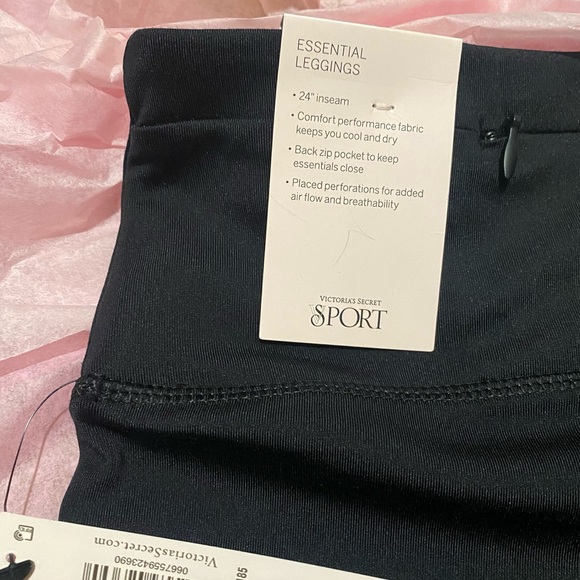 ESSENTIAL
LEGGINGS
• 24" inseam
• Comfort performance fabric
keeps you cool and dry
• Back zip pocket to keep
essentials close
• Placed perforations for added
air flow and breathability
VICTORIA'S SECRET
SPORT
VictoriasSecret.com
0667559423690